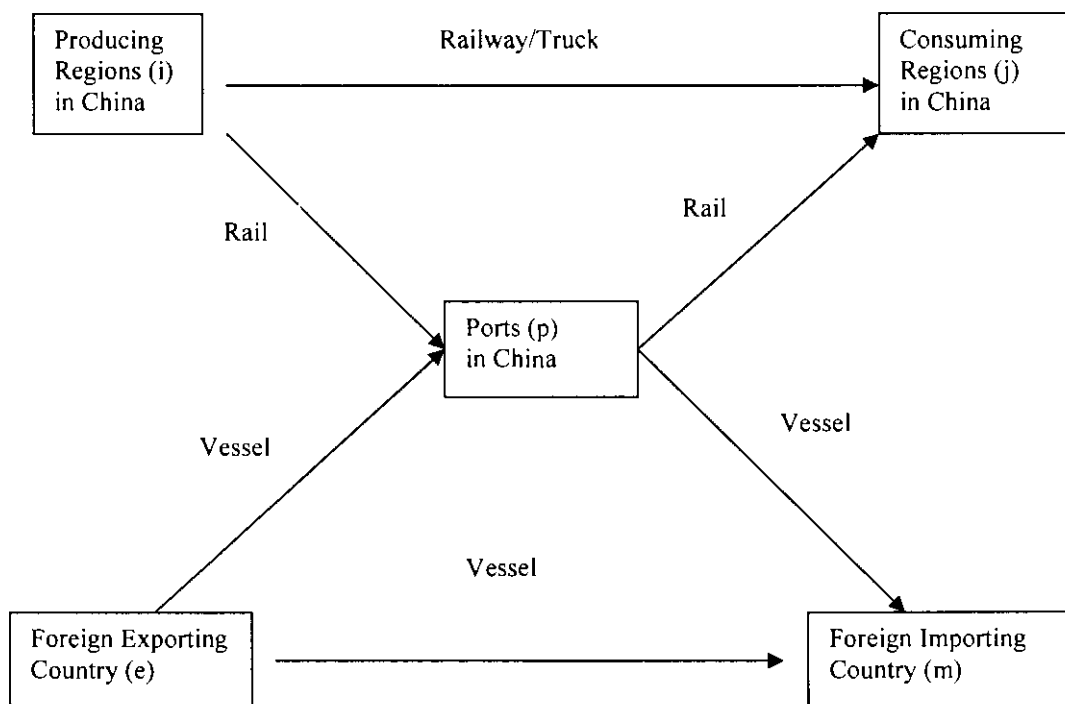 Producing
Regions (i)
in China
Railway/Truck
Consuming
Regions (j)
in China
Rail
Rail
Ports (p)
in China
Vessel
Vessel
Vessel
Foreign Exporting
Country (e)
Foreign Importing
Country (m)